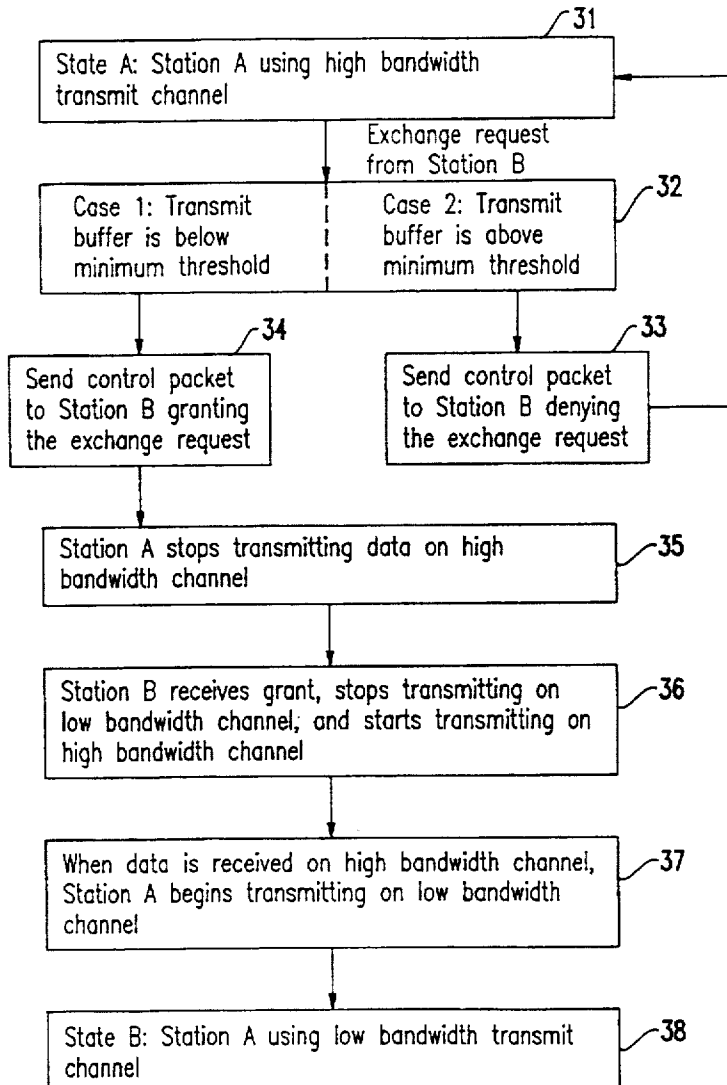 31
State A: Station A using high bandwidth
transmit channel
Exchange request
from Station B
32
Case 1: Transmit
buffer is below
minimum threshold
Case 2: Transmit
buffer is above
minimum threshold
34
Send control packet
to Station B granting
the exchange request
33
Send control packet
to Station B denying
the exchange request
Station A stops transmitting data on high
bandwidth channel
35
Station B receives grant, stops transmitting on
low bandwidth channel, and starts transmitting on
high bandwidth channel
36
When data is received on high bandwidth channel,
Station A begins transmitting on low bandwidth
channel
37
State B: Station A using low bandwidth transmit
channel
38